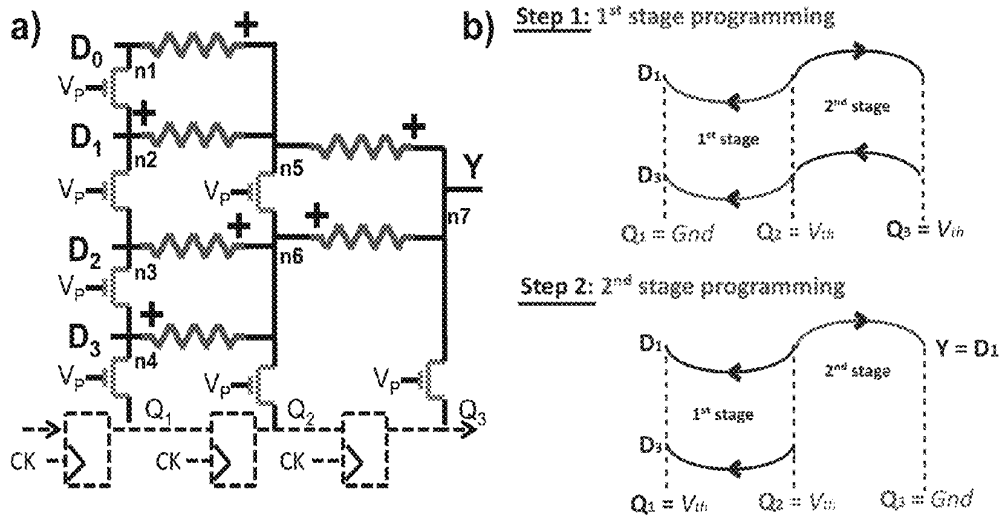 a)
D0
n1
VP
D1
n2
VP
D2
n3
VP
D3
n4
VP
n5
VP
n6
VP
Y
n7
VP
Q1
Q2
Q3
CK
CK
CK
b)
Step 1: 1st stage programming
D1
2nd stage
1st stage
D3
Q1 = Gnd
Q2 = Vth
Q3 = Vth
Step 2: 2nd stage programming
D1
Y = D1
2nd stage
1st stage
D3
Q1 = Vth
Q2 = Vth
Q3 = Gnd